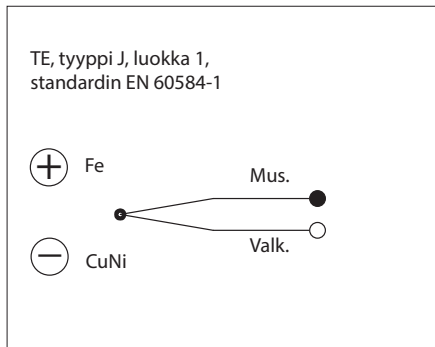 TE, tyyppi J, luokka 1,
standardin EN 60584-1
Fe
Mus.
Valk.
CuNi